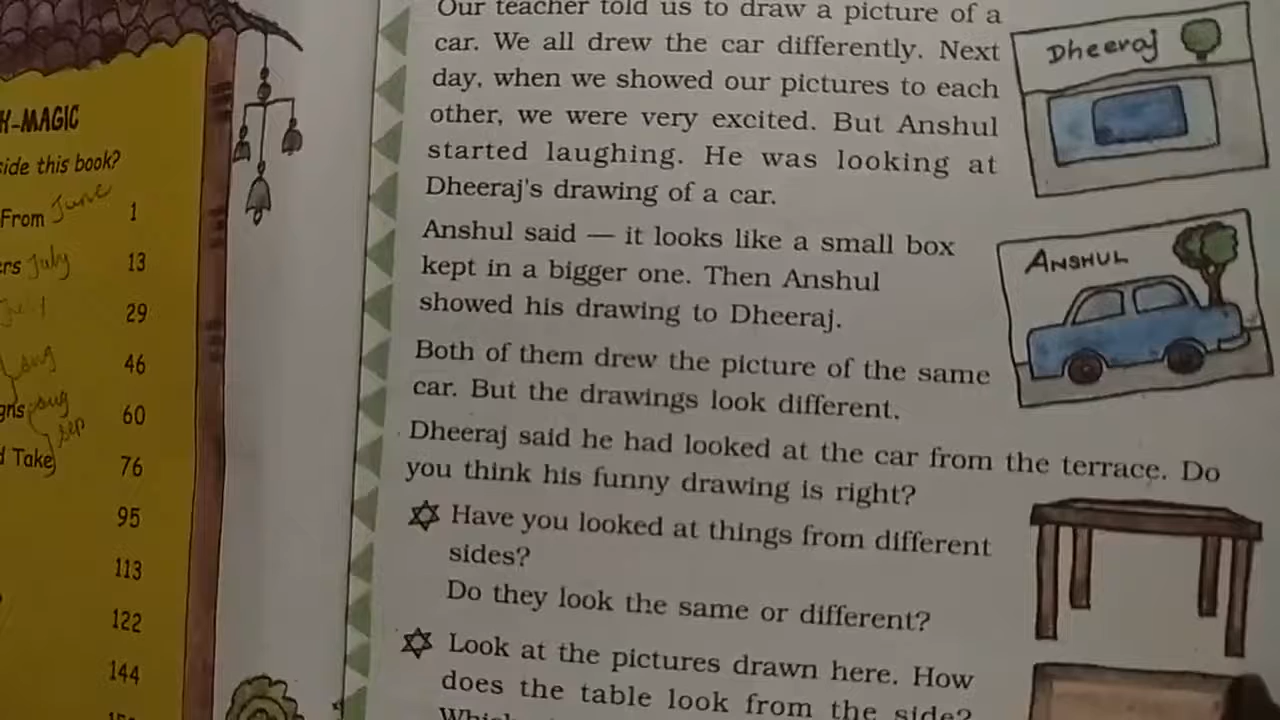 K-MAGIC
side this book?
From June 1
ers July 13
July 29
Aug 46
gns Aug 60
Sep
d Take 76
95
113
122
144
Our teacher told us to draw a picture of a
car. We all drew the car differently. Next
day, when we showed our pictures to each
other, we were very excited. But Anshul
started laughing. He was looking at
Dheeraj's drawing of a car.
Dheeraj
Anshul said — it looks like a small box
kept in a bigger one. Then Anshul
showed his drawing to Dheeraj.
ANSHUL
Both of them drew the picture of the same
car. But the drawings look different.
Dheeraj said he had looked at the car from the terrace. Do
you think his funny drawing is right?
Have you looked at things from different
sides?
Do they look the same or different?
Look at the pictures drawn here. How
does the table look from the side?